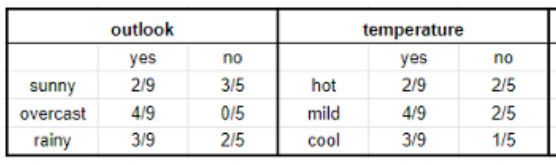 outlook temperature
yes no yes no
sunny 2/9 3/5 hot 2/9 2/5
overcast 4/9 0/5 mild 4/9 2/5
rainy 3/9 2/5 cool 3/9 1/5